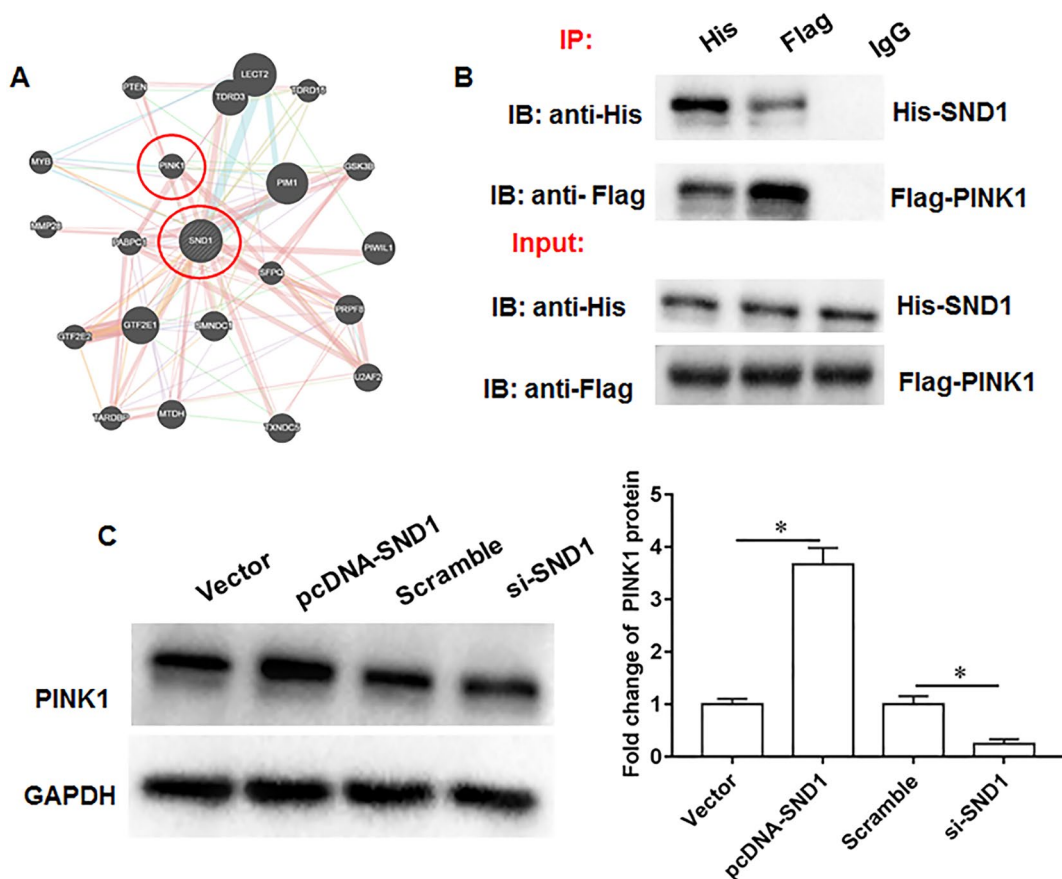 A
LECT2
PTEN
TDRD3
TDRD15
MYB
PINK1
PIM1
GSK3B
MMP28
PABPC1
SND1
PIWIL1
SFPQ
PRPF8
GTF2E2
GTF2E1
SMNDC1
U2AF2
TARDBP
MTDH
TXNDC5
B
IP:
His
Flag
IgG
IB: anti-His
His-SND1
IB: anti- Flag
Flag-PINK1
Input:
IB: anti-His
His-SND1
IB: anti-Flag
Flag-PINK1
C
Vector
pcDNA-SND1
Scramble
si-SND1
PINK1
GAPDH
Fold change of PINK1 protein
5
4
3
2
1
0
*
*
Vector
pcDNA-SND1
Scramble
si-SND1